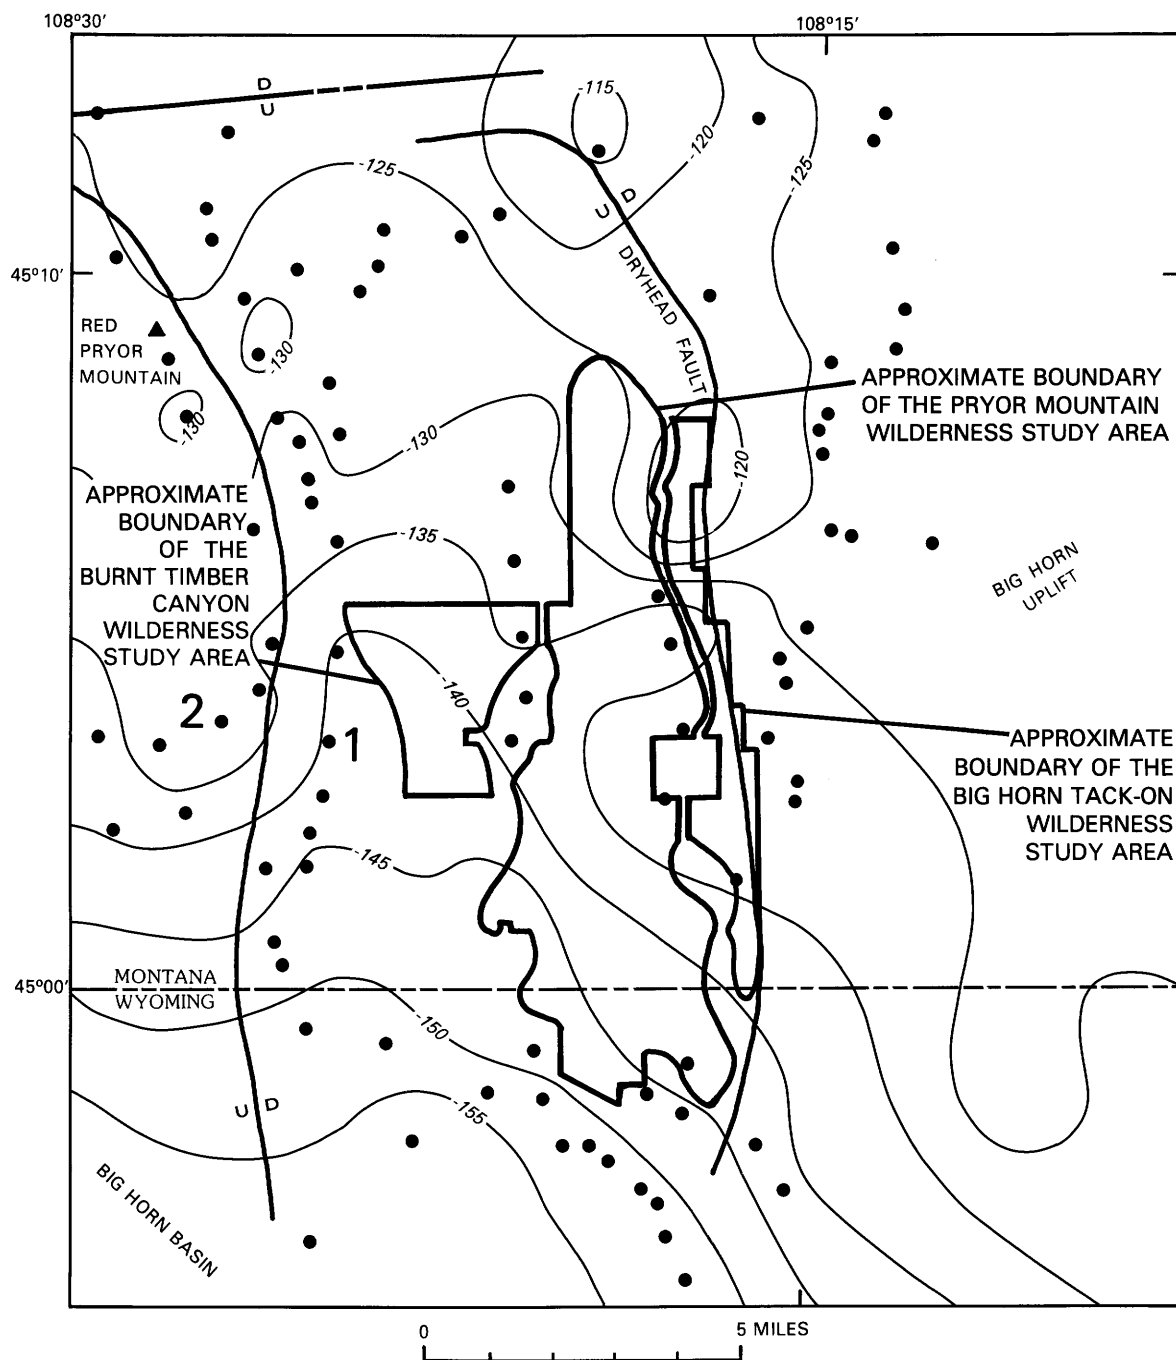 108°30′
108°15′
D
U
-115
-120
-125
-125
U D
45°10′
DRYHEAD FAULT
RED
PRYOR
MOUNTAIN
-130
-130
-130
APPROXIMATE BOUNDARY
OF THE PRYOR MOUNTAIN
WILDERNESS STUDY AREA
-120
APPROXIMATE
BOUNDARY
OF THE
BURNT TIMBER
CANYON
WILDERNESS
STUDY AREA
-135
BIG HORN
UPLIFT
-140
2
1
APPROXIMATE
BOUNDARY OF THE
BIG HORN TACK-ON
WILDERNESS
STUDY AREA
-145
45°00′
MONTANA
WYOMING
-150
-155
U D
BIG HORN BASIN
0
5 MILES